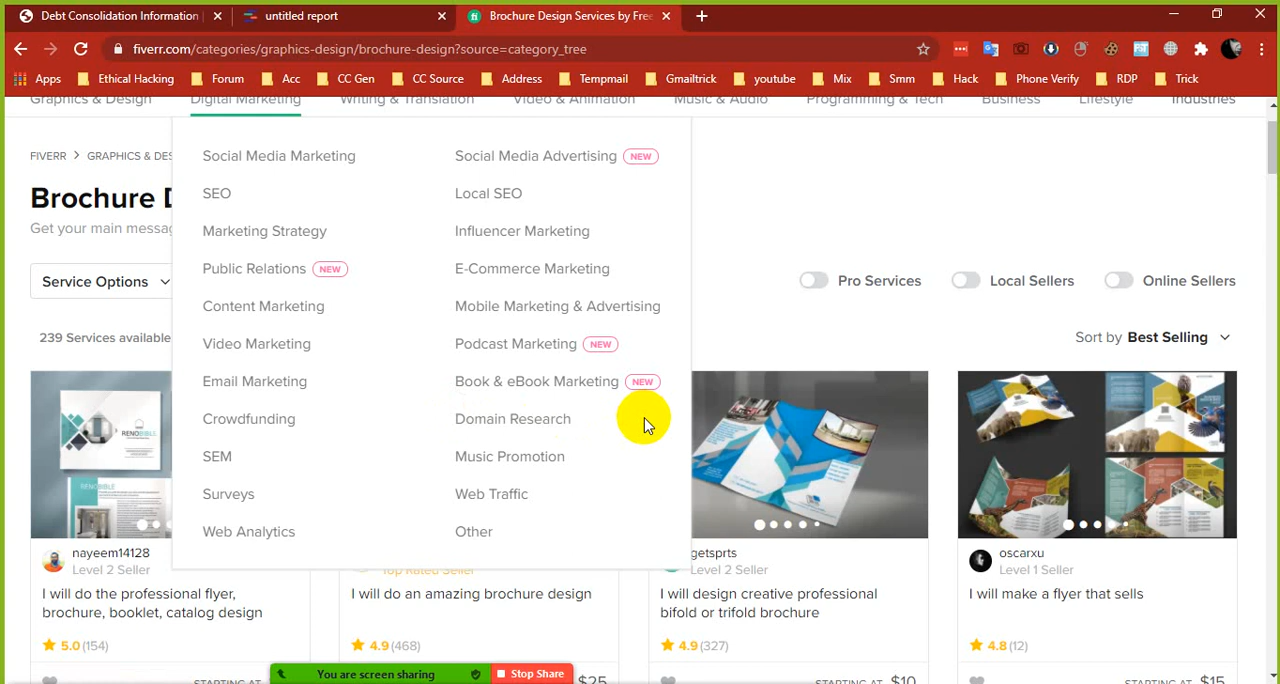 Debt Consolidation Information
untitled report
Brochure Design Services by Free
fiverr.com/categories/graphics-design/brochure-design?source=category_tree
Apps
Ethical Hacking
Forum
Acc
CC Gen
CC Source
Address
Tempmail
Gmailtrick
youtube
Mix
Smm
Hack
Phone Verify
RDP
Trick
Graphics & Design
Digital Marketing
Writing & Translation
Video & Animation
Music & Audio
Programming & Tech
Business
Lifestyle
Industries
FIVERR > GRAPHICS & DES
Brochure D
Get your main messag
Service Options
239 Services available
Social Media Marketing
SEO
Marketing Strategy
Public Relations NEW
Content Marketing
Video Marketing
Email Marketing
Crowdfunding
SEM
Surveys
Web Analytics
Social Media Advertising NEW
Local SEO
Influencer Marketing
E-Commerce Marketing
Mobile Marketing & Advertising
Podcast Marketing NEW
Book & eBook Marketing NEW
Domain Research
Music Promotion
Web Traffic
Other
Pro Services
Local Sellers
Online Sellers
Sort by Best Selling
RENOBIBLE
RENOBIBLE
nayeem14128
Level 2 Seller
I will do the professional flyer,
brochure, booklet, catalog design
5.0 (154)
STARTING AT
Top Rated Seller
I will do an amazing brochure design
4.9 (468)
$25
getsprts
Level 2 Seller
I will design creative professional
bifold or trifold brochure
4.9 (327)
STARTING AT $10
oscarxu
Level 1 Seller
I will make a flyer that sells
4.8 (12)
STARTING AT $15
You are screen sharing
Stop Share